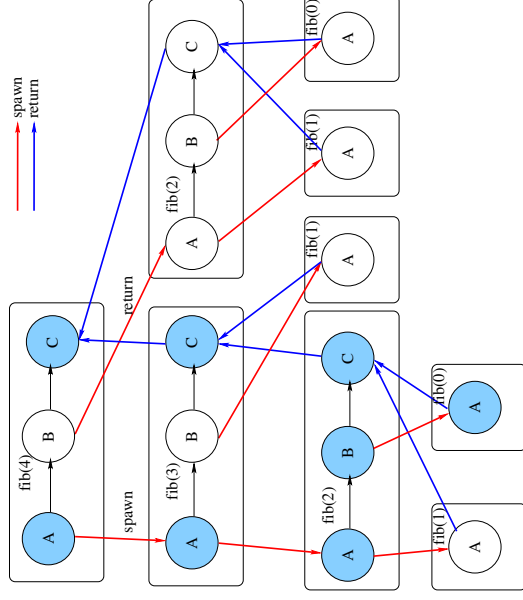 spawn
return
fib(4)
A
B
C
spawn
return
fib(3)
A
B
C
fib(2)
A
B
C
fib(2)
A
B
C
fib(1)
A
fib(1)
A
fib(0)
A
fib(1)
A
fib(0)
A